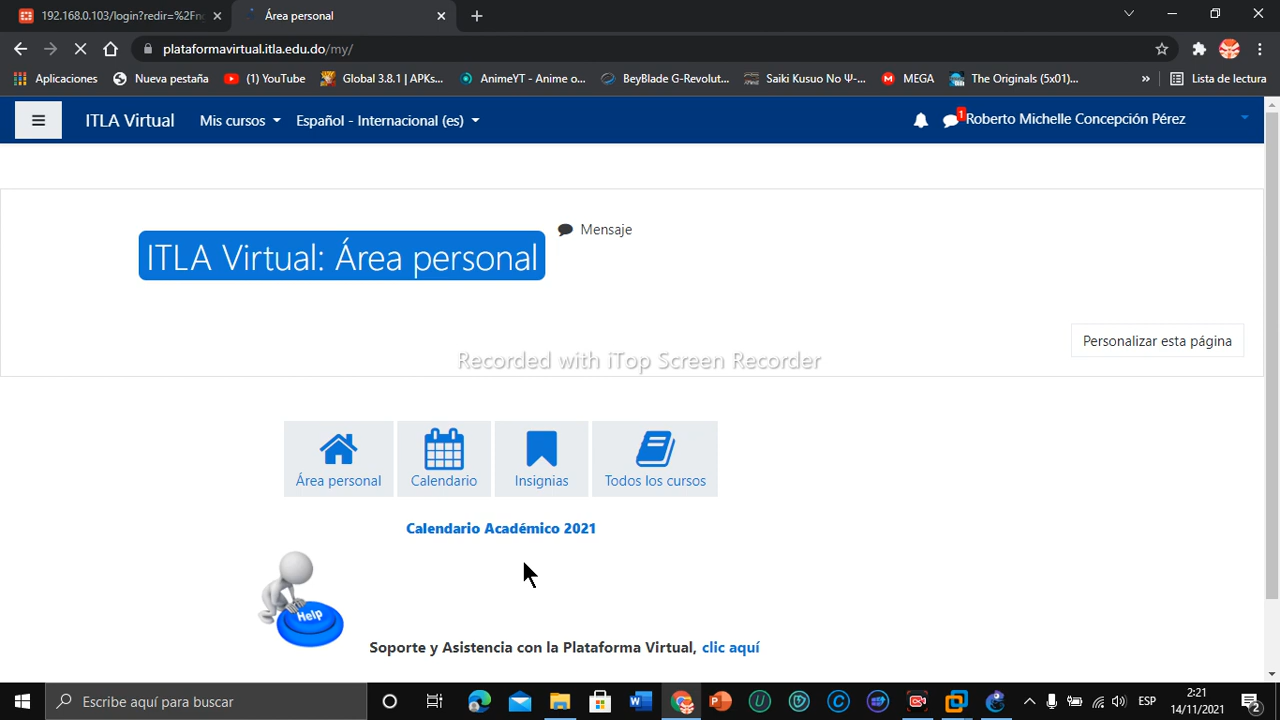 192.168.0.103/login?redir=%2Fn
Área personal
plataformavirtual.itla.edu.do/my/
Aplicaciones
Nueva pestaña
(1) YouTube
Global 3.8.1 | APKs...
AnimeYT - Anime o...
BeyBlade G-Revolut...
Saiki Kusuo No Ψ-...
MEGA
The Originals (5x01)...
»
Lista de lectura
ITLA Virtual
Mis cursos
Español - Internacional (es)
1
Roberto Michelle Concepción Pérez
Mensaje
ITLA Virtual: Área personal
Personalizar esta página
Recorded with iTop Screen Recorder
Área personal
Calendario
Insignias
Todos los cursos
Calendario Académico 2021
Help
Soporte y Asistencia con la Plataforma Virtual, clic aquí
Escribe aquí para buscar
ESP
2:21
14/11/2021
2